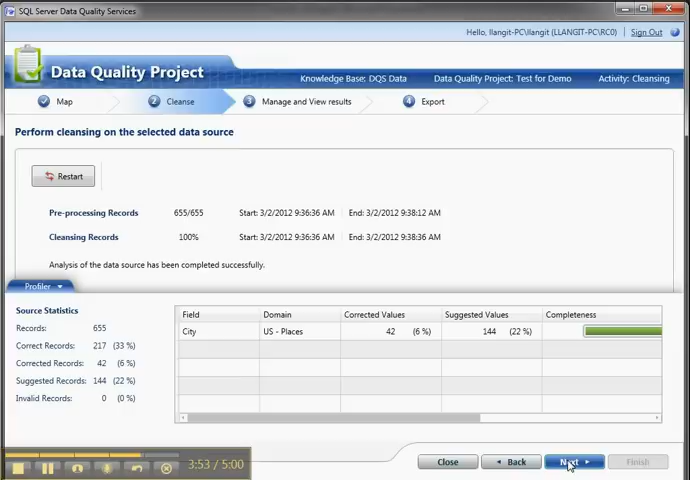 SQL Server Data Quality Services
Hello, llangit-PC\llangit (LLANGIT-PC\RC0) | Sign Out
Data Quality Project
Knowledge Base: DQS Data Data Quality Project: Test for Demo Activity: Cleansing
Map 2 Cleanse 3 Manage and View results 4 Export
Perform cleansing on the selected data source
Restart
Pre-processing Records 655/655 Start: 3/2/2012 9:36:36 AM End: 3/2/2012 9:38:12 AM
Cleansing Records 100% Start: 3/2/2012 9:36:36 AM End: 3/2/2012 9:38:36 AM
Analysis of the data source has been completed successfully.
Profiler
Source Statistics
Records: 655
Correct Records: 217 (33 %)
Corrected Records: 42 (6 %)
Suggested Records: 144 (22 %)
Invalid Records: 0 (0 %)
Field Domain Corrected Values Suggested Values Completeness
City US - Places 42 (6 %) 144 (22 %)
3:53 / 5:00
Close Back Next Finish